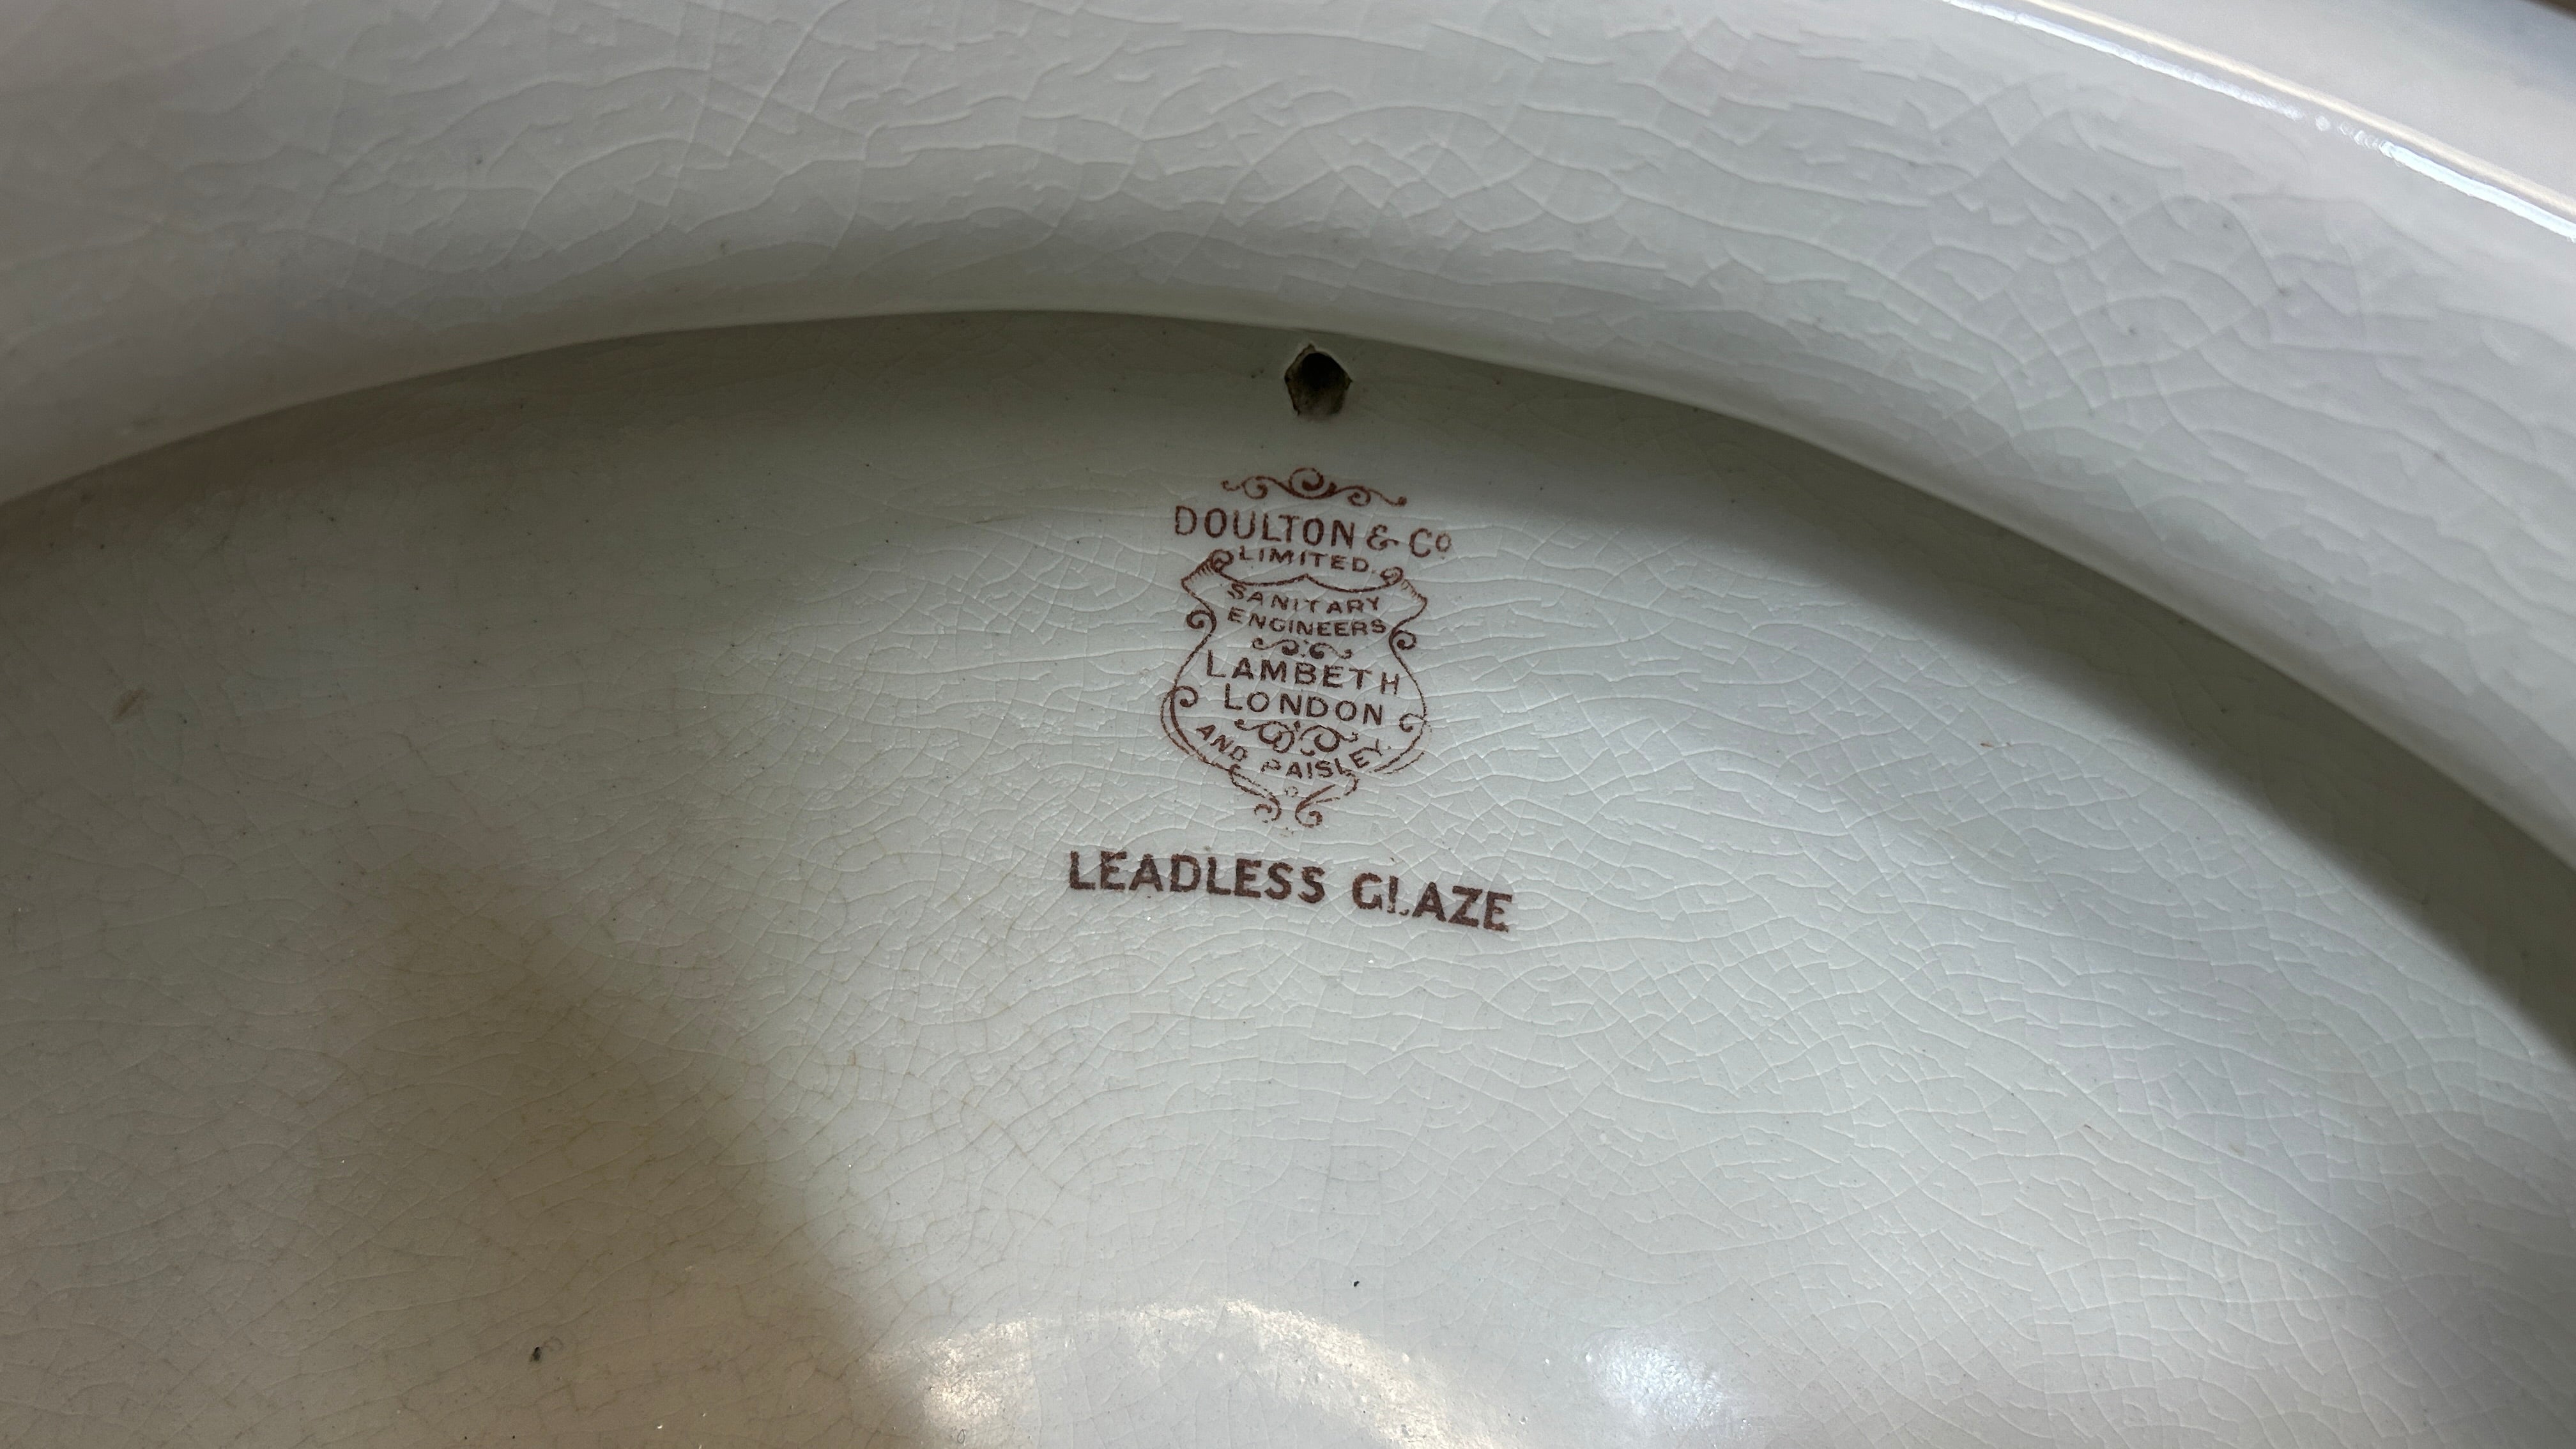 DOULTON & Cº
LIMITED.
SANITARY
ENGINEERS
LAMBETH
LONDON
AND PAISLEY
LEADLESS GLAZE